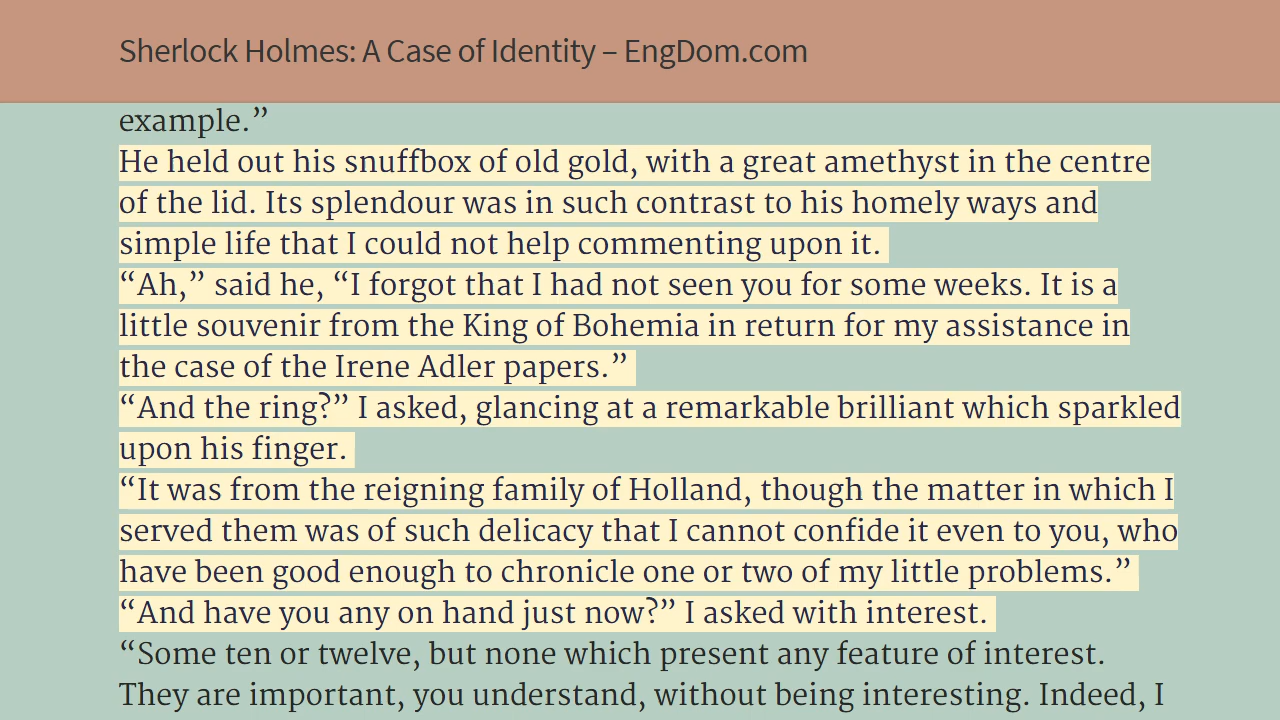 Sherlock Holmes: A Case of Identity – EngDom.com
example.”
He held out his snuffbox of old gold, with a great amethyst in the centre
of the lid. Its splendour was in such contrast to his homely ways and
simple life that I could not help commenting upon it.
“Ah,” said he, “I forgot that I had not seen you for some weeks. It is a
little souvenir from the King of Bohemia in return for my assistance in
the case of the Irene Adler papers.”
“And the ring?” I asked, glancing at a remarkable brilliant which sparkled
upon his finger.
“It was from the reigning family of Holland, though the matter in which I
served them was of such delicacy that I cannot confide it even to you, who
have been good enough to chronicle one or two of my little problems.”
“And have you any on hand just now?” I asked with interest.
“Some ten or twelve, but none which present any feature of interest.
They are important, you understand, without being interesting. Indeed, I